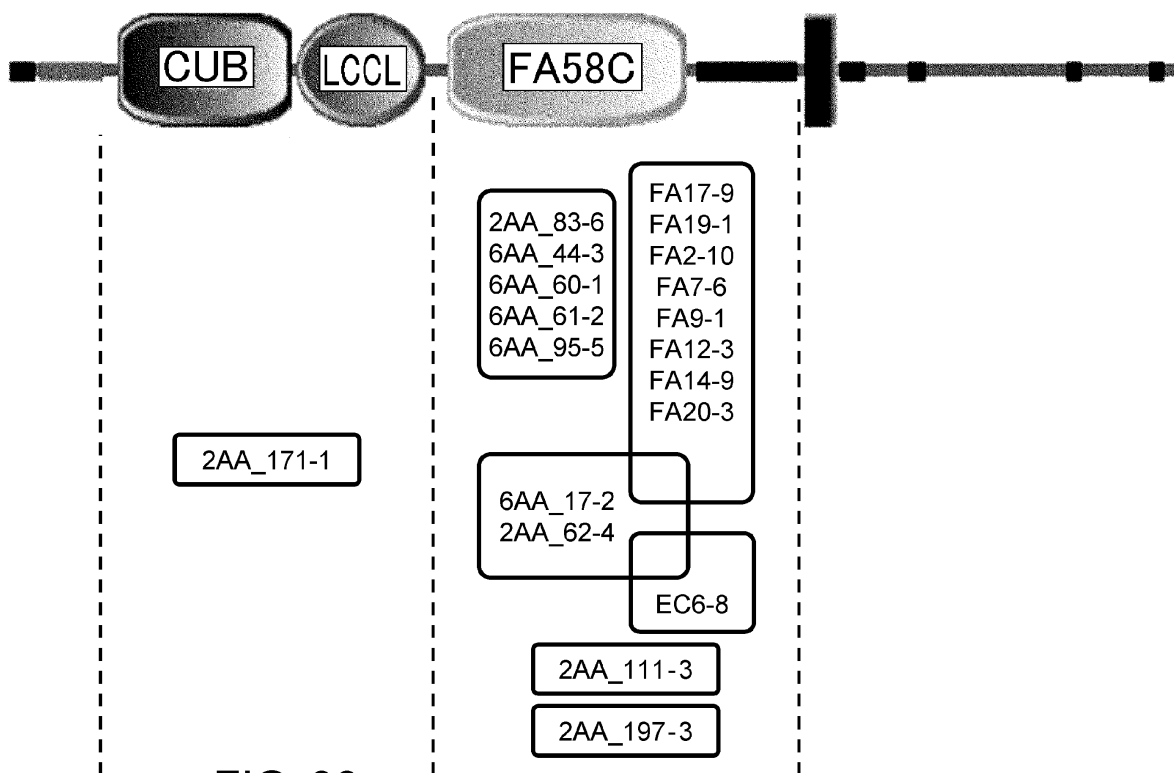 CUB
LCCL
FA58C
2AA_83-6
6AA_44-3
6AA_60-1
6AA_61-2
6AA_95-5
FA17-9
FA19-1
FA2-10
FA7-6
FA9-1
FA12-3
FA14-9
FA20-3
2AA_171-1
6AA_17-2
2AA_62-4
EC6-8
2AA_111-3
2AA_197-3